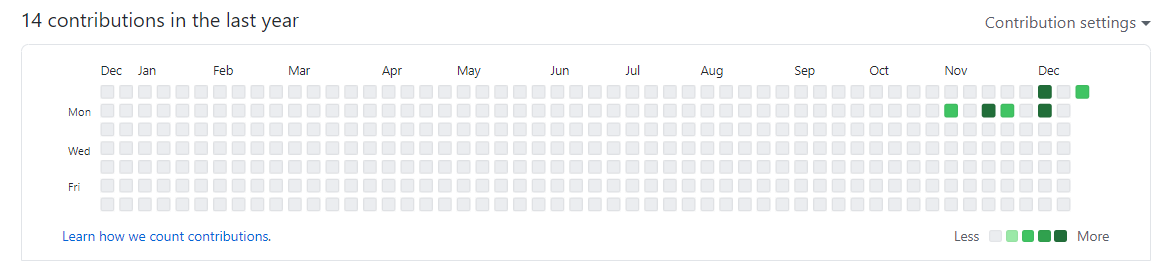 14 contributions in the last year
Contribution settings
Dec Jan Feb Mar Apr May Jun Jul Aug Sep Oct Nov Dec
Mon
Wed
Fri
Learn how we count contributions.
Less More